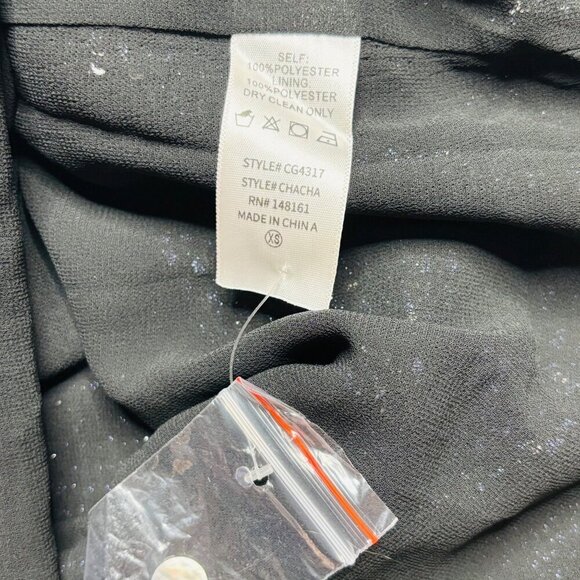 SELF:
100%POLYESTER
LINING:
100%POLYESTER
DRY CLEAN ONLY
STYLE# CG4317
STYLE# CHACHA
RN# 148161
MADE IN CHINA
XS